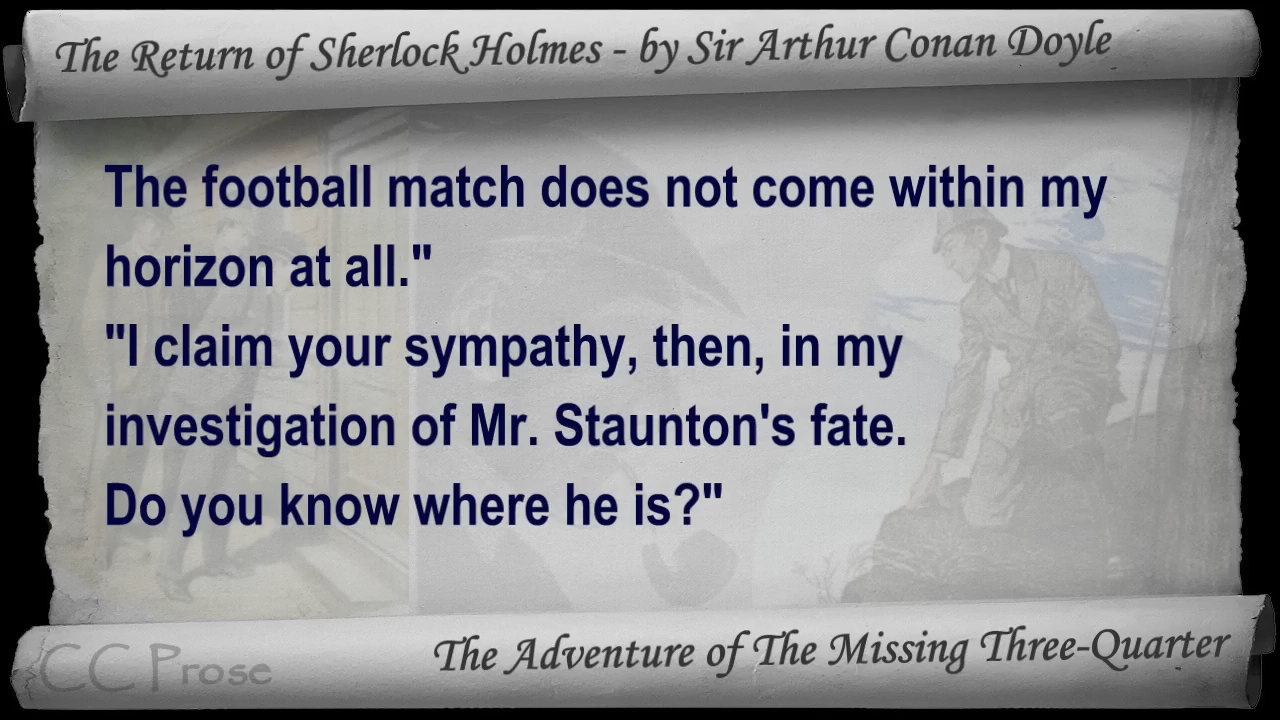 The Return of Sherlock Holmes - by Sir Arthur Conan Doyle
The football match does not come within my
horizon at all."
"I claim your sympathy, then, in my
investigation of Mr. Staunton's fate.
Do you know where he is?"
CC Prose
The Adventure of The Missing Three-Quarter